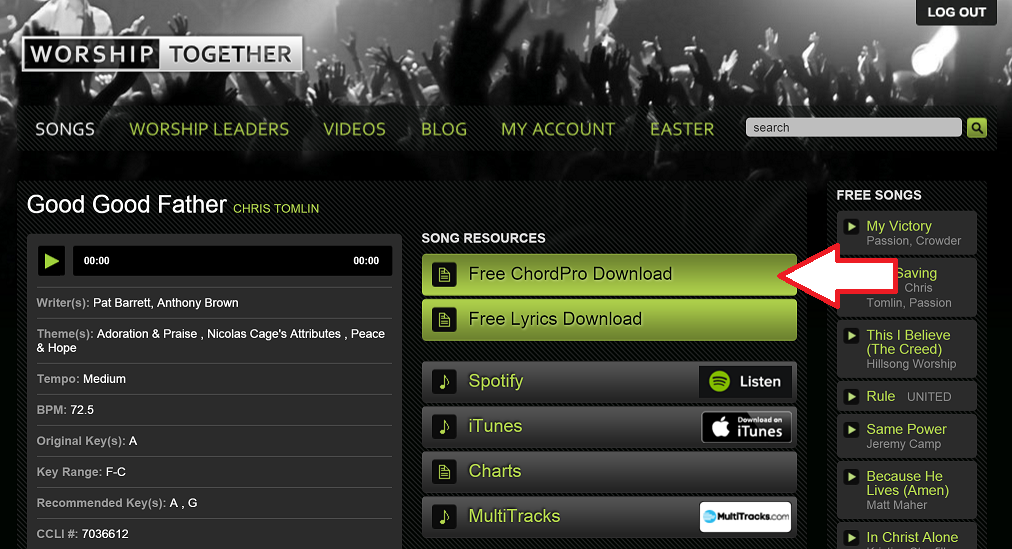 LOG OUT
WORSHIP TOGETHER
SONGS WORSHIP LEADERS VIDEOS BLOG MY ACCOUNT EASTER search
Good Good Father CHRIS TOMLIN
00:00 00:00
Writer(s): Pat Barrett, Anthony Brown
Theme(s): Adoration & Praise , Nicolas Cage's Attributes , Peace
& Hope
Tempo: Medium
BPM: 72.5
Original Key(s): A
Key Range: F-C
Recommended Key(s): A , G
CCLI #: 7036612
SONG RESOURCES
Free ChordPro Download
Free Lyrics Download
Spotify Listen
iTunes Download on iTunes
Charts
MultiTracks MultiTracks.com
FREE SONGS
My Victory
Passion, Crowder
Saving
Chris
Tomlin, Passion
This I Believe
(The Creed)
Hillsong Worship
Rule UNITED
Same Power
Jeremy Camp
Because He
Lives (Amen)
Matt Maher
In Christ Alone